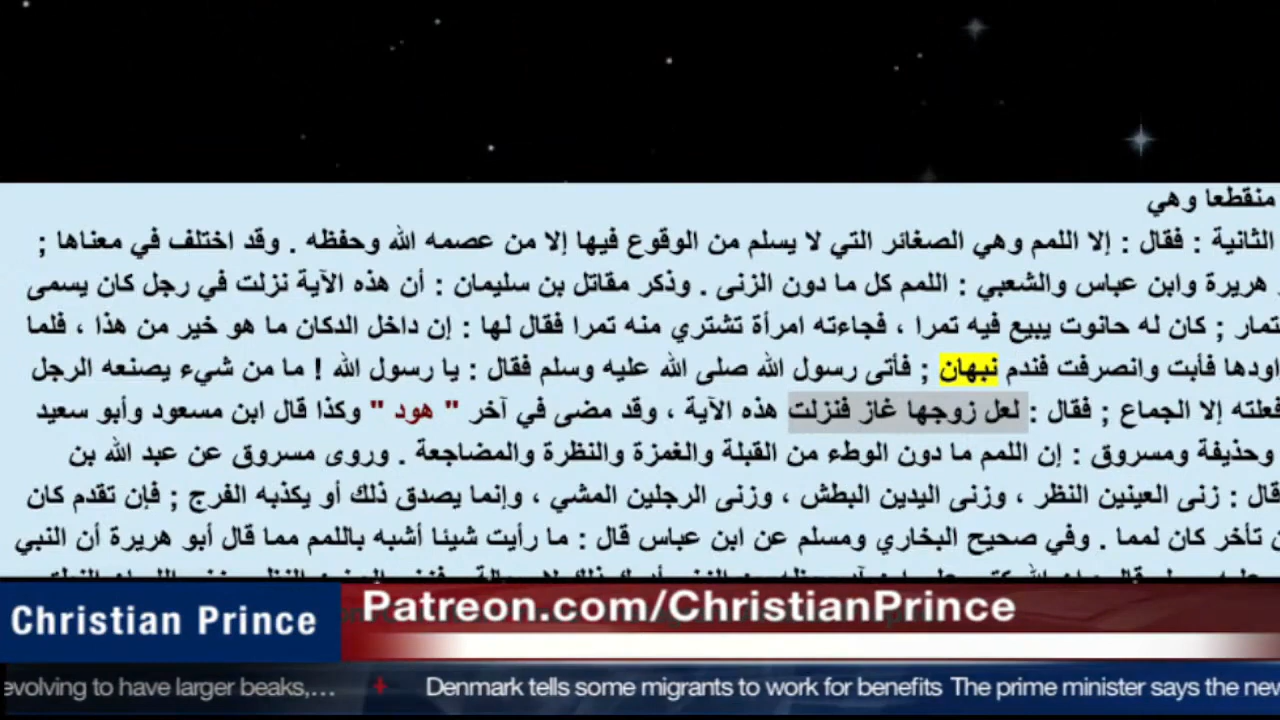 منقطعا وهي
الثانية : فقال : إلا اللمم وهي الصغائر التي لا يسلم من الوقوع فيها إلا من عصمه الله وحفظه . وقد اختلف في معناها ;
هريرة وابن عباس والشعبي : اللمم كل ما دون الزنى . وذكر مقاتل بن سليمان : أن هذه الآية نزلت في رجل كان يسمى
تمار ; كان له حانوت يبيع فيه تمرا ، فجاءته امرأة تشتري منه تمرا فقال لها : إن داخل الدكان ما هو خير من هذا ، فلما
اودها فأبت وانصرفت فندم نبهان ; فأتى رسول الله صلى الله عليه وسلم فقال : يا رسول الله ! ما من شيء يصنعه الرجل
فعلته إلا الجماع ; فقال : لعل زوجها غاز فنزلت هذه الآية ، وقد مضى في آخر " هود " وكذا قال ابن مسعود وأبو سعيد
وحذيفة ومسروق : إن اللمم ما دون الوطء من القبلة والغمزة والنظرة والمضاجعة . وروى مسروق عن عبد الله بن
قال : زنى العينين النظر ، وزنى اليدين البطش ، وزنى الرجلين المشي ، وإنما يصدق ذلك أو يكذبه الفرج ; فإن تقدم كان
تأخر كان لمما . وفي صحيح البخاري ومسلم عن ابن عباس قال : ما رأيت شيئا أشبه باللمم مما قال أبو هريرة أن النبي
Christian Prince
Patreon.com/ChristianPrince
evolving to have larger beaks,... + Denmark tells some migrants to work for benefits The prime minister says the new